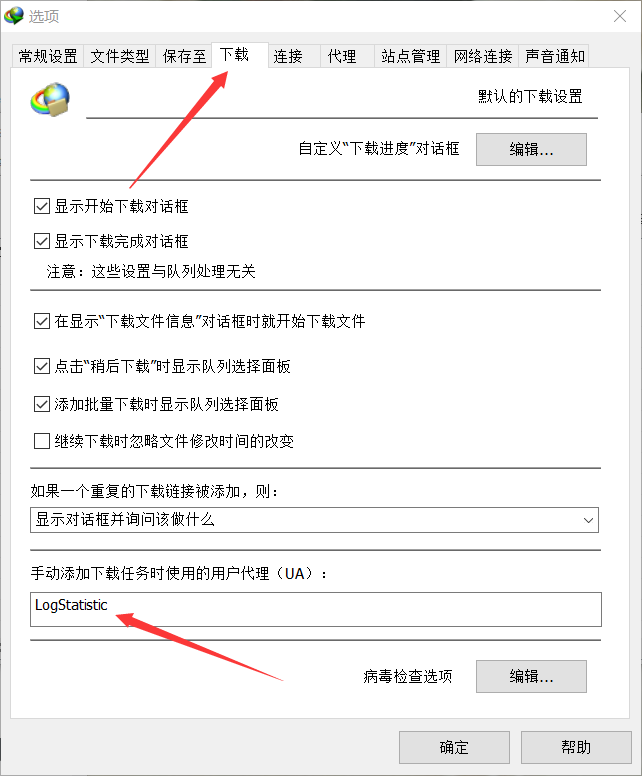 选项
常规设置 文件类型 保存至 下载 连接 代理 站点管理 网络连接 声音通知
默认的下载设置
自定义“下载进度”对话框 编辑...
显示开始下载对话框
显示下载完成对话框
注意：这些设置与队列处理无关
在显示“下载文件信息”对话框时就开始下载文件
点击“稍后下载”时显示队列选择面板
添加批量下载时显示队列选择面板
继续下载时忽略文件修改时间的改变
如果一个重复的下载链接被添加，则：
显示对话框并询问该做什么
手动添加下载任务时使用的用户代理（UA）：
LogStatistic
病毒检查选项 编辑...
确定 帮助